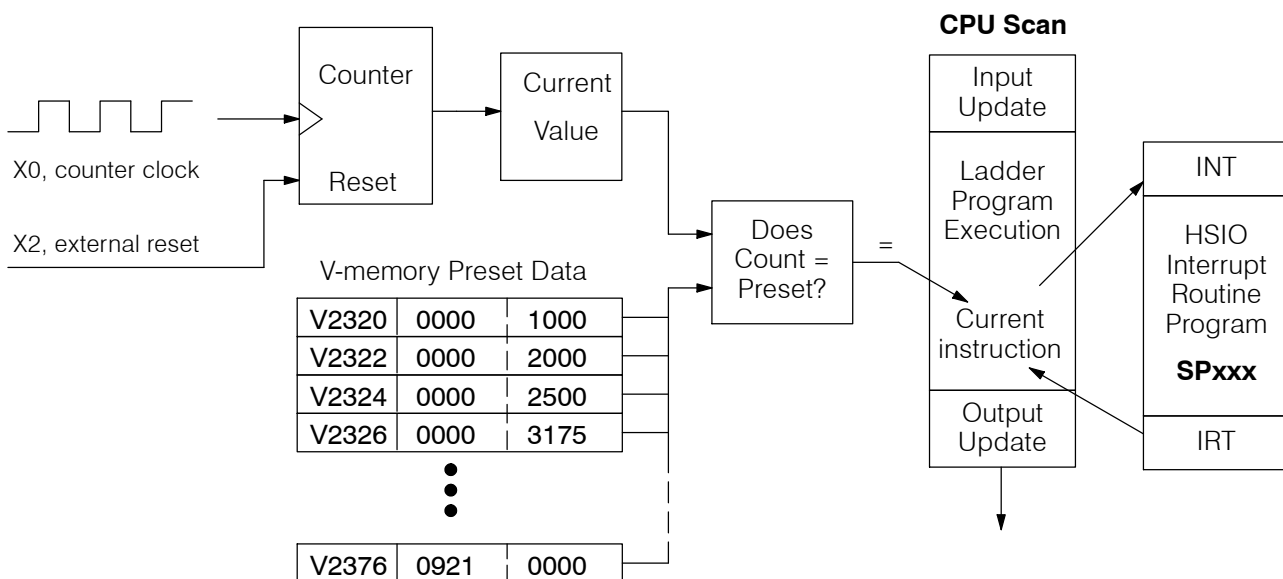 CPU Scan
Counter
Reset
Current
Value
X0, counter clock
X2, external reset
V-memory Preset Data
V2320 0000 1000
V2322 0000 2000
V2324 0000 2500
V2326 0000 3175
V2376 0921 0000
Does
Count =
Preset?
=
Input
Update
Ladder
Program
Execution
Current
instruction
Output
Update
INT
HSIO
Interrupt
Routine
Program
SPxxx
IRT